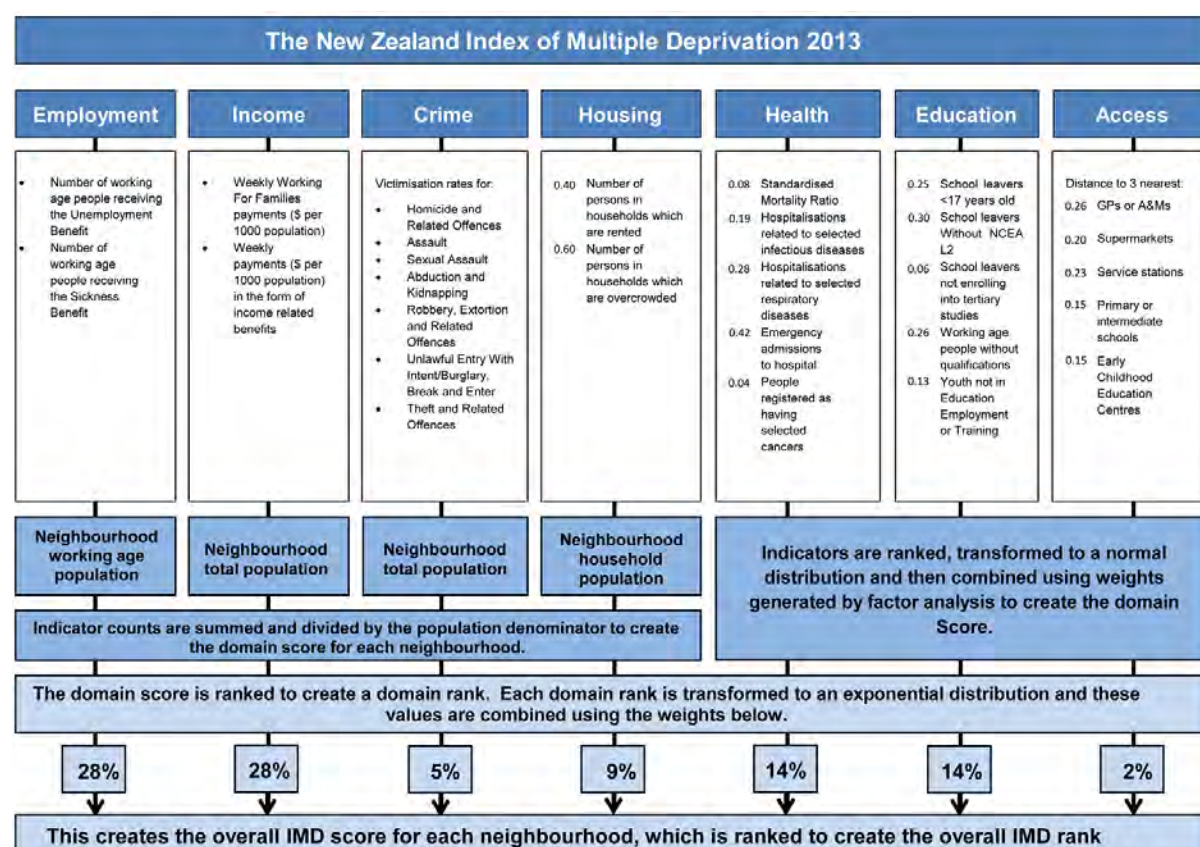 The New Zealand Index of Multiple Deprivation 2013
Employment
Income
Crime
Housing
Health
Education
Access
• Number of working
age people receiving
the Unemployment
Benefit
• Number of
working age
people receiving
the Sickness
Benefit
• Weekly Working
For Families
payments ($ per
1000 population)
• Weekly
payments ($ per
1000 population)
in the form of
income related
benefits
Victimisation rates for:
• Homicide and
Related Offences
• Assault
• Sexual Assault
• Abduction and
Kidnapping
• Robbery, Extortion
and Related
Offences
• Unlawful Entry With
Intent/Burglary,
Break and Enter
• Theft and Related
Offences
0.40 Number of
persons in
households which
are rented
0.60 Number of
persons in
households which
are overcrowded
0.08 Standardised
Mortality Ratio
0.19 Hospitalisations
related to selected
infectious diseases
0.28 Hospitalisations
related to selected
respiratory
diseases
0.42 Emergency
admissions
to hospital
0.04 People
registered as
having
selected
cancers
0.25 School leavers
<17 years old
0.30 School leavers
Without NCEA
L2
0.06 School leavers
not enrolling
into tertiary
studies
0.26 Working age
people without
qualifications
0.13 Youth not in
Education
Employment
or Training
Distance to 3 nearest:
0.26 GPs or A&Ms
0.20 Supermarkets
0.23 Service stations
0.15 Primary or
intermediate
schools
0.15 Early
Childhood
Education
Centres
Neighbourhood
working age
population
Neighbourhood
total population
Neighbourhood
total population
Neighbourhood
household
population
Indicators are ranked, transformed to a normal
distribution and then combined using weights
generated by factor analysis to create the domain
Score.
Indicator counts are summed and divided by the population denominator to create
the domain score for each neighbourhood.
The domain score is ranked to create a domain rank. Each domain rank is transformed to an exponential distribution and these
values are combined using the weights below.
28%
28%
5%
9%
14%
14%
2%
This creates the overall IMD score for each neighbourhood, which is ranked to create the overall IMD rank